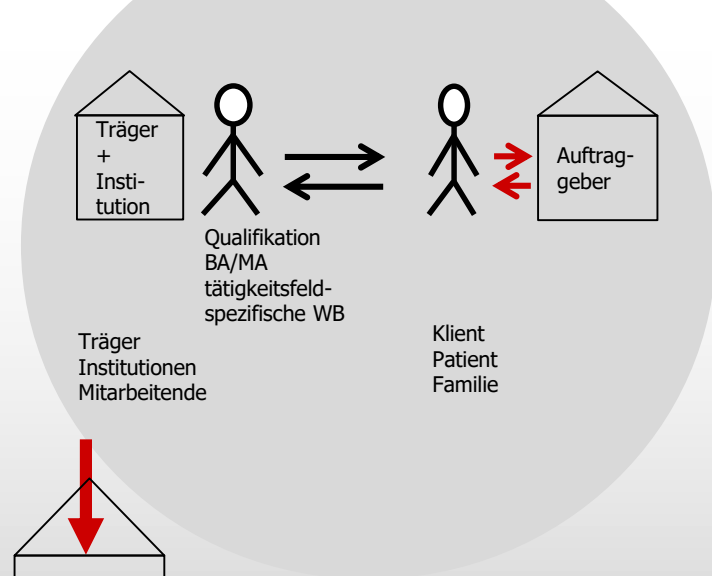 Träger
+
Insti-
tution
Auftrag-
geber
Qualifikation
BA/MA
tätigkeitsfeld-
spezifische WB
Träger
Institutionen
Mitarbeitende
Klient
Patient
Familie